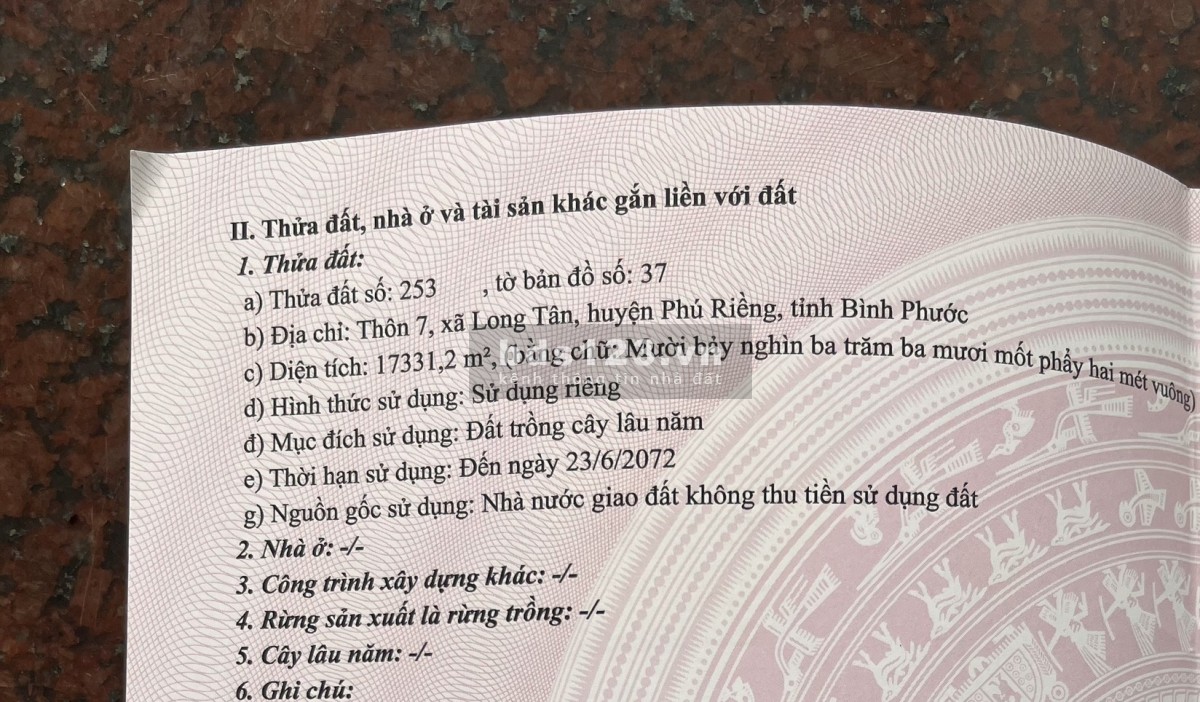 II. Thửa đất, nhà ở và tài sản khác gắn liền với đất
1. Thửa đất:
a) Thửa đất số: 253 , tờ bản đồ số: 37
b) Địa chỉ: Thôn 7, xã Long Tân, huyện Phú Riềng, tỉnh Bình Phước
c) Diện tích: 17331,2 m², (bằng chữ: Mười bảy nghìn ba trăm ba mươi mốt phẩy hai mét vuông)
d) Hình thức sử dụng: Sử dụng riêng
đ) Mục đích sử dụng: Đất trồng cây lâu năm
e) Thời hạn sử dụng: Đến ngày 23/6/2072
g) Nguồn gốc sử dụng: Nhà nước giao đất không thu tiền sử dụng đất
2. Nhà ở: -/-
3. Công trình xây dựng khác: -/-
4. Rừng sản xuất là rừng trồng: -/-
5. Cây lâu năm: -/-
6. Ghi chú: